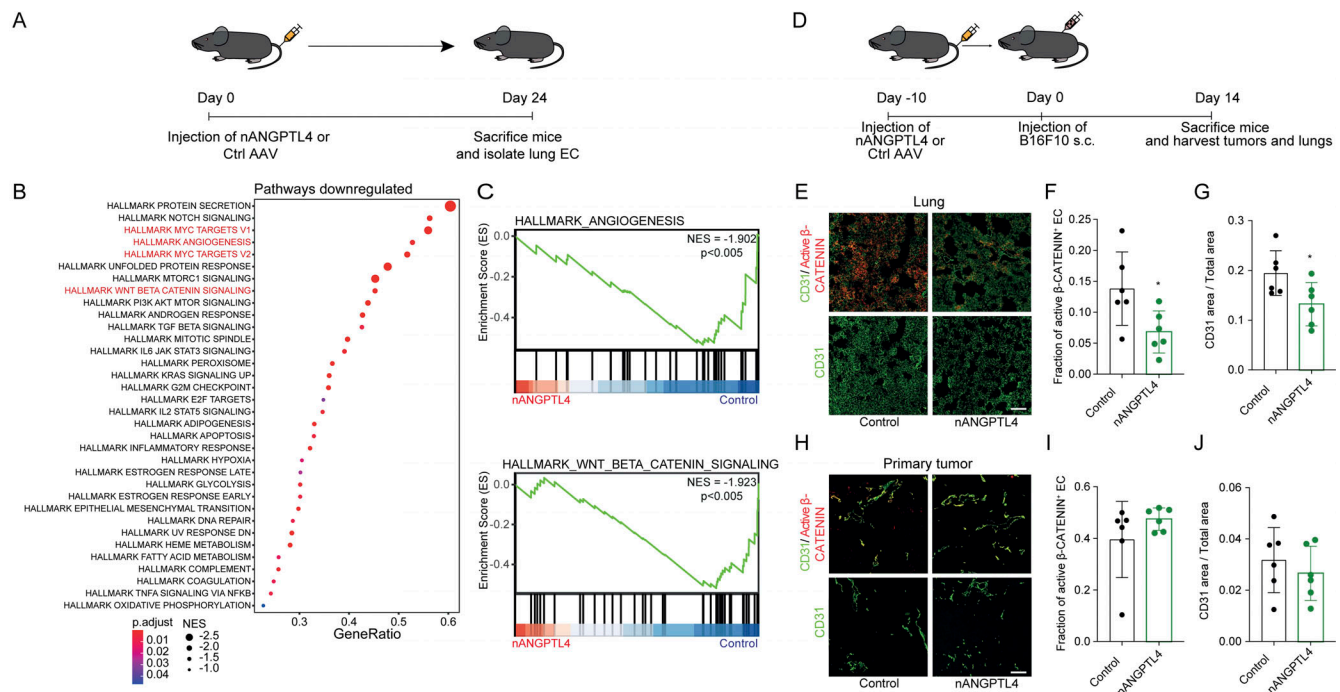 A
Day 0
Day 24
Injection of nANGPTL4 or
Ctrl AAV
Sacrifice mice
and isolate lung EC
D
Day -10
Day 0
Day 14
Injection of
nANGPTL4 or
Ctrl AAV
Injection of
B16F10 s.c.
Sacrifice mice
and harvest tumors and lungs
B
Pathways downregulated
HALLMARK PROTEIN SECRETION
HALLMARK NOTCH SIGNALING
HALLMARK MYC TARGETS V1
HALLMARK ANGIOGENESIS
HALLMARK MYC TARGETS V2
HALLMARK UNFOLDED PROTEIN RESPONSE
HALLMARK MTORC1 SIGNALING
HALLMARK WNT BETA CATENIN SIGNALING
HALLMARK PI3K AKT MTOR SIGNALING
HALLMARK ANDROGEN RESPONSE
HALLMARK TGF BETA SIGNALING
HALLMARK MITOTIC SPINDLE
HALLMARK IL6 JAK STAT3 SIGNALING
HALLMARK PEROXISOME
HALLMARK KRAS SIGNALING UP
HALLMARK G2M CHECKPOINT
HALLMARK E2F TARGETS
HALLMARK IL2 STAT5 SIGNALING
HALLMARK ADIPOGENESIS
HALLMARK APOPTOSIS
HALLMARK INFLAMMATORY RESPONSE
HALLMARK HYPOXIA
HALLMARK ESTROGEN RESPONSE LATE
HALLMARK GLYCOLYSIS
HALLMARK ESTROGEN RESPONSE EARLY
HALLMARK EPITHELIAL MESENCHYMAL TRANSITION
HALLMARK DNA REPAIR
HALLMARK UV RESPONSE DN
HALLMARK HEME METABOLISM
HALLMARK FATTY ACID METABOLISM
HALLMARK COMPLEMENT
HALLMARK COAGULATION
HALLMARK TNFA SIGNALING VIA NFKB
HALLMARK OXIDATIVE PHOSPHORYLATION
0.3 0.4 0.5 0.6
GeneRatio
p.adjust
0.01
0.02
0.03
0.04
NES
-2.5
-2.0
-1.5
-1.0
C
HALLMARK_ANGIOGENESIS
NES = -1.902
p<0.005
Enrichment Score (ES)
0.0
-0.2
-0.4
nANGPTL4 Control
HALLMARK_WNT_BETA_CATENIN_SIGNALING
NES = -1.923
p<0.005
Enrichment Score (ES)
0.0
-0.2
-0.4
nANGPTL4 Control
E
Lung
CD31/Active β-
CATENIN
CD31
Control nANGPTL4
F
Fraction of active β-CATENIN⁺ EC
0.25
0.20
0.15
0.10
0.05
0.00
*
Control
nANGPTL4
G
CD31 area / Total area
0.3
0.2
0.1
0.0
*
Control
nANGPTL4
H
Primary tumor
CD31/Active β-
CATENIN
CD31
Control nANGPTL4
I
Fraction of active β-CATENIN⁺ EC
0.6
0.4
0.2
0.0
Control
nANGPTL4
J
CD31 area / Total area
0.06
0.04
0.02
0.00
Control
nANGPTL4